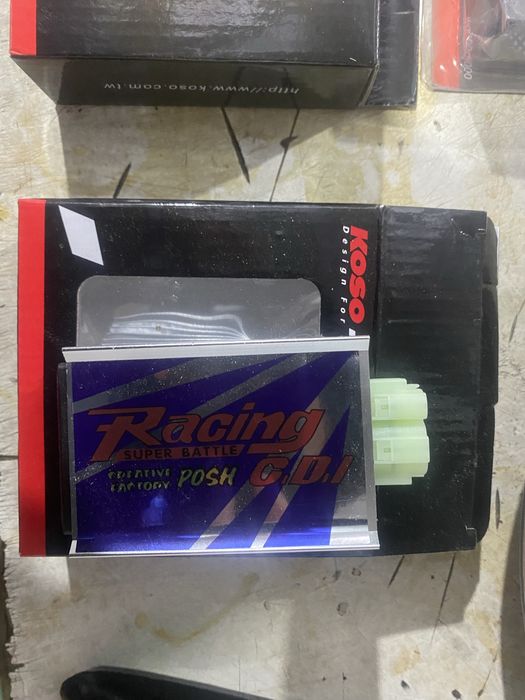 http://www.koso.com.tw
KOSO
Design For
Racing
SUPER BATTLE
CREATIVE
FACTORY
POSH
C.D.I